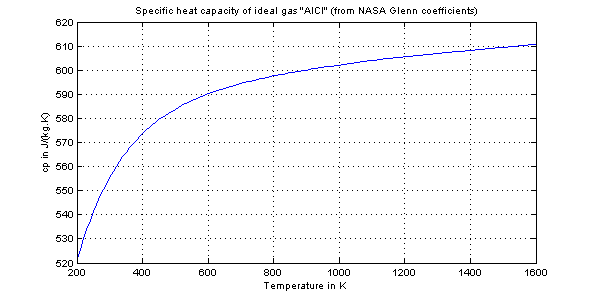 Specific heat capacity of ideal gas "AlCl" (from NASA Glenn coefficients)
620
610
600
590
580
570
560
550
540
530
520
cp in J/(kg.K)
200 400 600 800 1000 1200 1400 1600
Temperature in K